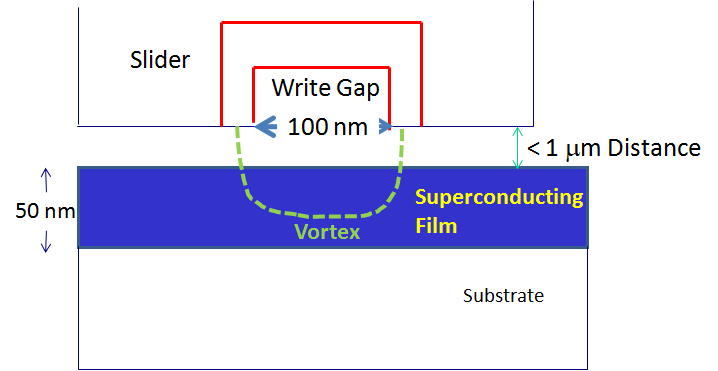 Slider
Write Gap
100 nm
< 1 μm Distance
50 nm
Superconducting
Film
Vortex
Substrate